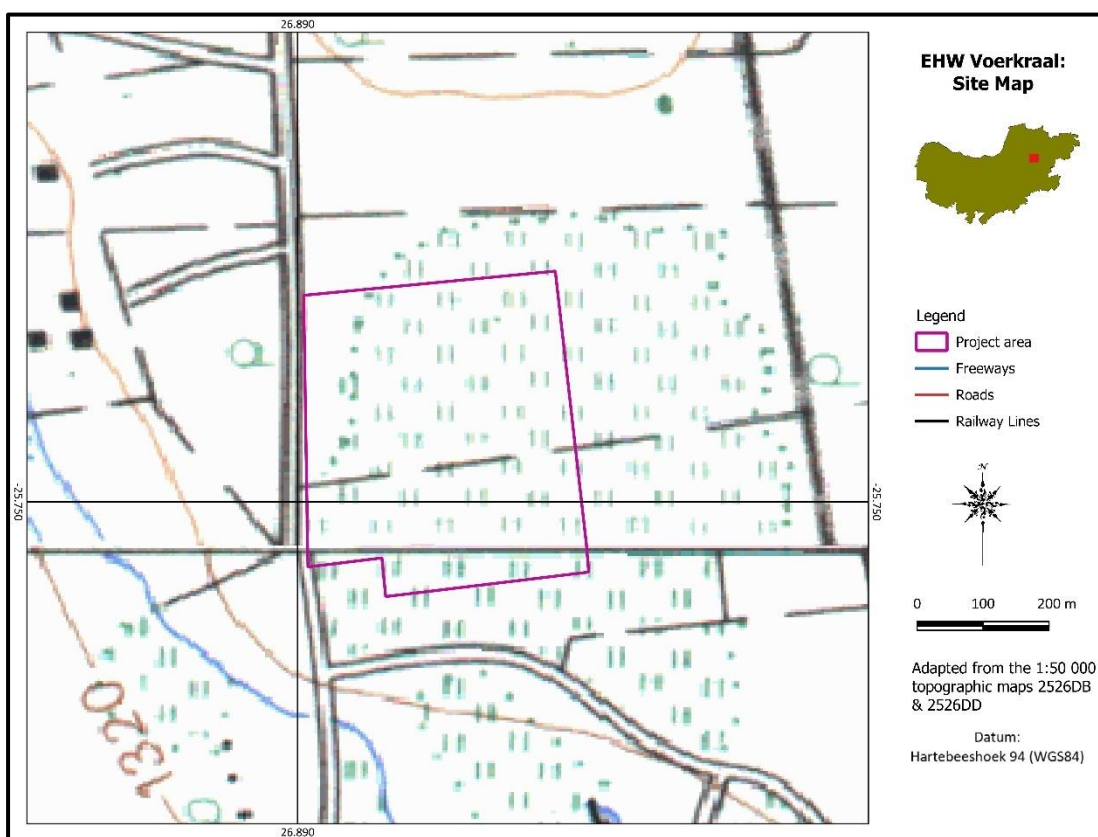 26.890
-25.750
-25.750
1320
26.890
EHW Voerkraal:
Site Map
Legend
Project area
Freeways
Roads
Railway Lines
N
0 100 200 m
Adapted from the 1:50 000
topographic maps 2526DB
& 2526DD
Datum:
Hartebeeshoek 94 (WGS84)